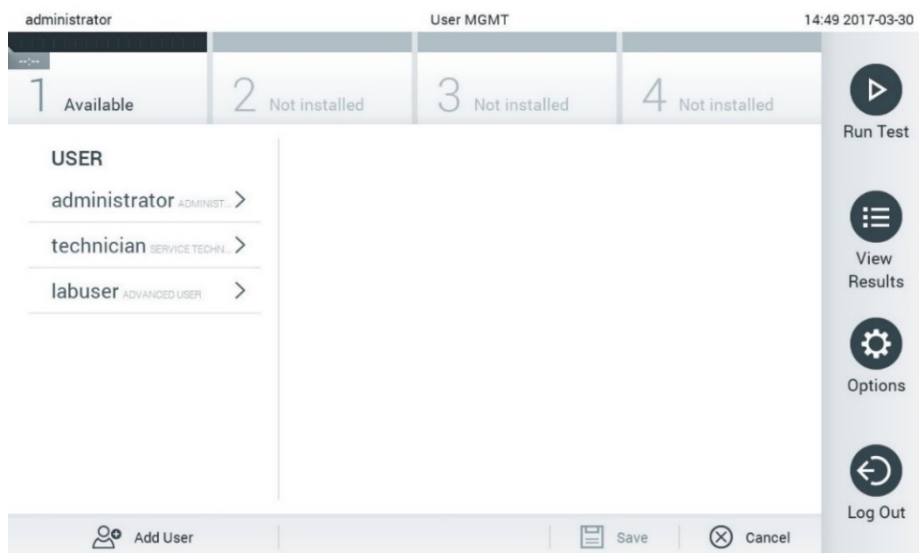 administrator User MGMT 14:49 2017-03-30
--:--
1 Available 2 Not installed 3 Not installed 4 Not installed
Run Test
USER
administrator ADMINIST...
technician SERVICE TECHN...
labuser ADVANCED USER
View
Results
Options
Log Out
Add User Save Cancel